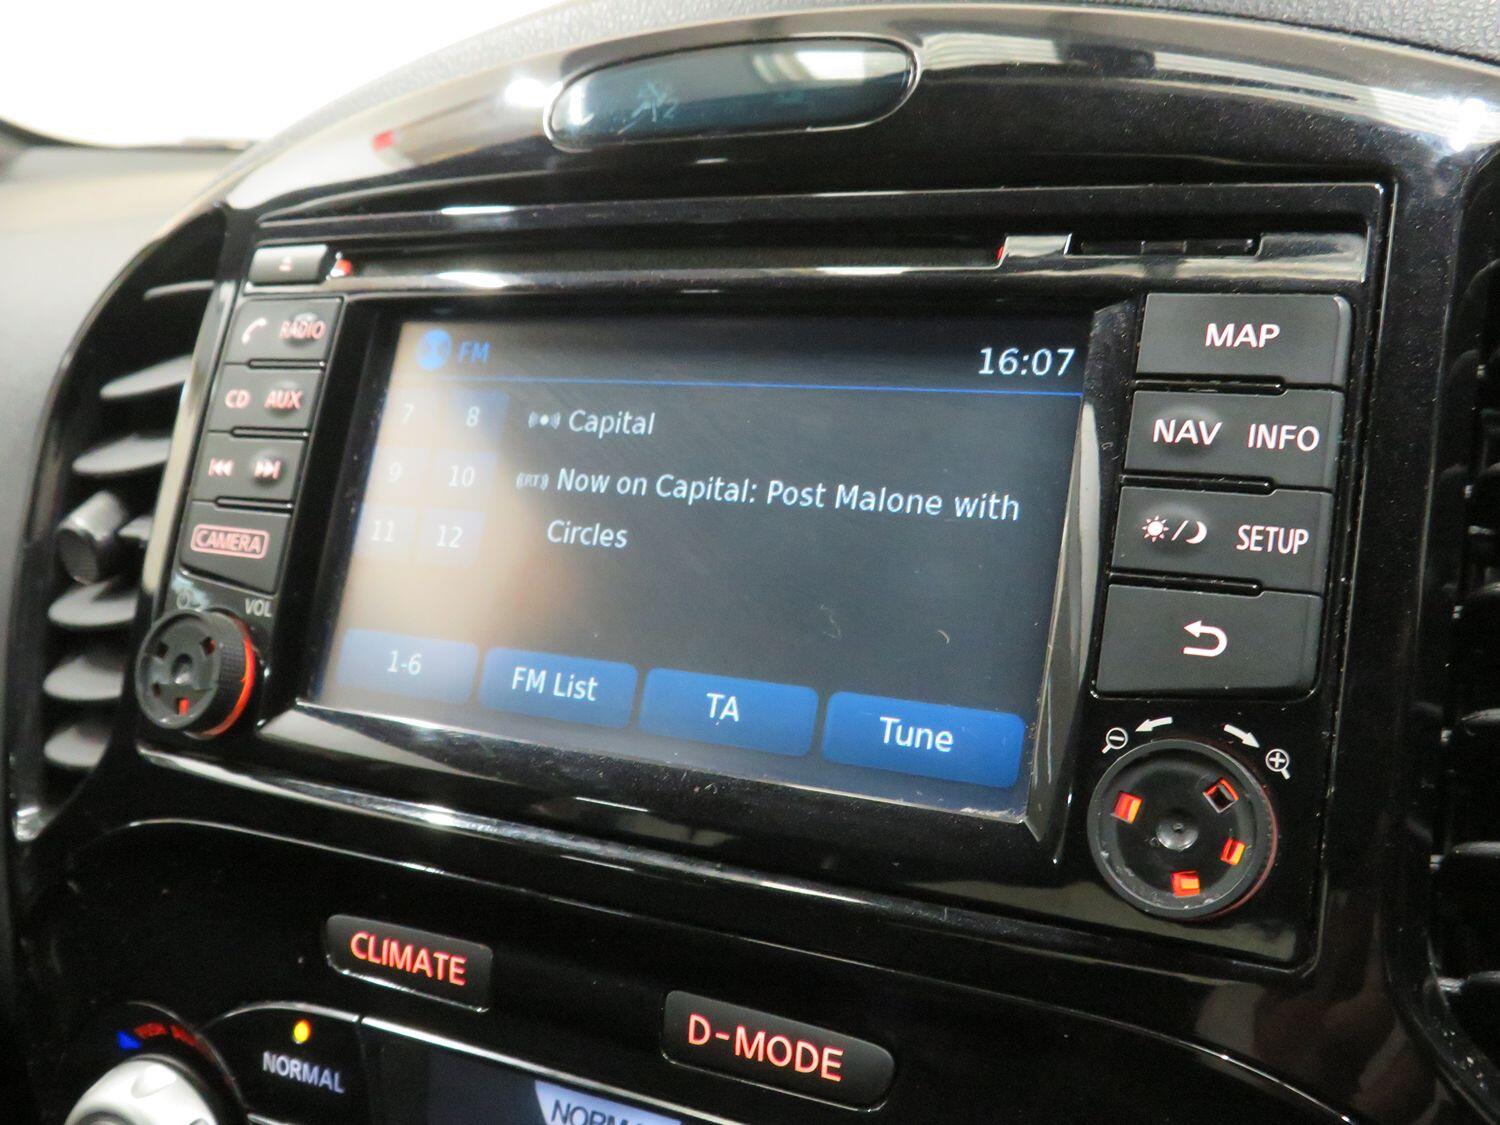 RADIO
CD AUX
CAMERA
VOL
FM
16:07
7 8
9 10
11 12
Capital
(RT) Now on Capital: Post Malone with
Circles
1-6
FM List
TA
Tune
MAP
NAV INFO
SETUP
CLIMATE
D-MODE
NORMAL